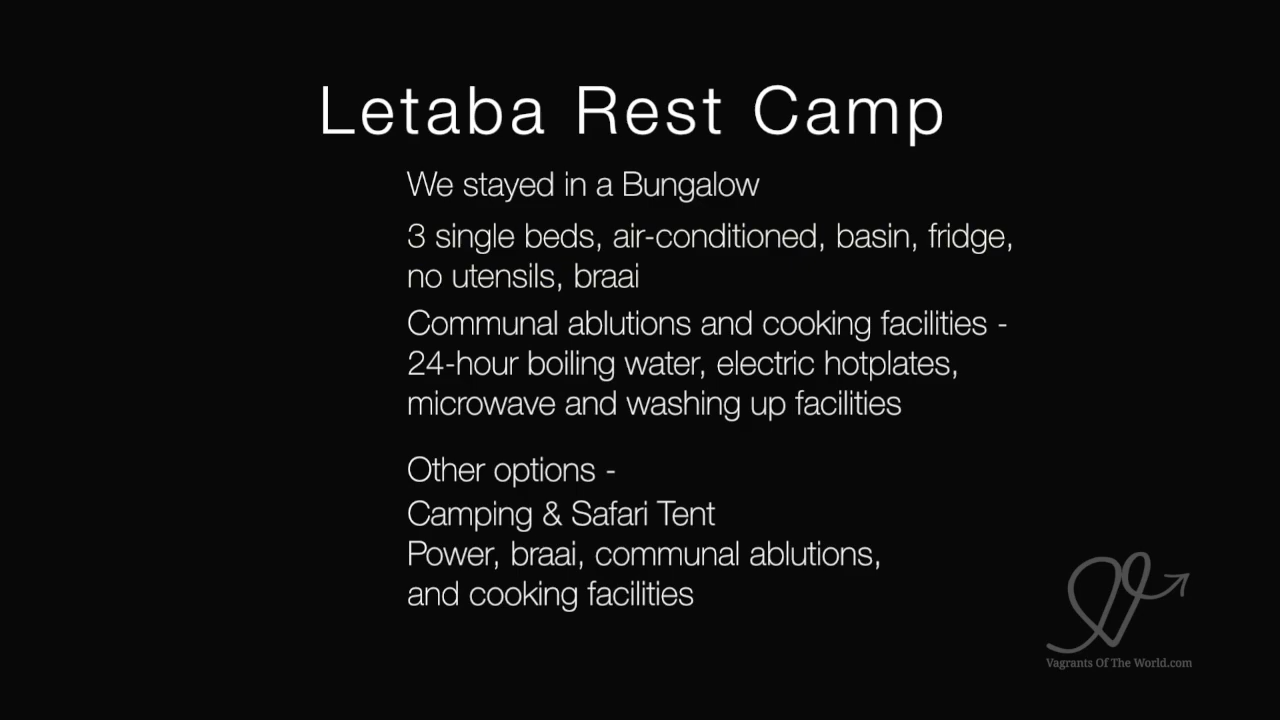 Letaba Rest Camp
We stayed in a Bungalow
3 single beds, air-conditioned, basin, fridge,
no utensils, braai
Communal ablutions and cooking facilities -
24-hour boiling water, electric hotplates,
microwave and washing up facilities
Other options -
Camping & Safari Tent
Power, braai, communal ablutions,
and cooking facilities
Vagrants Of The World.com